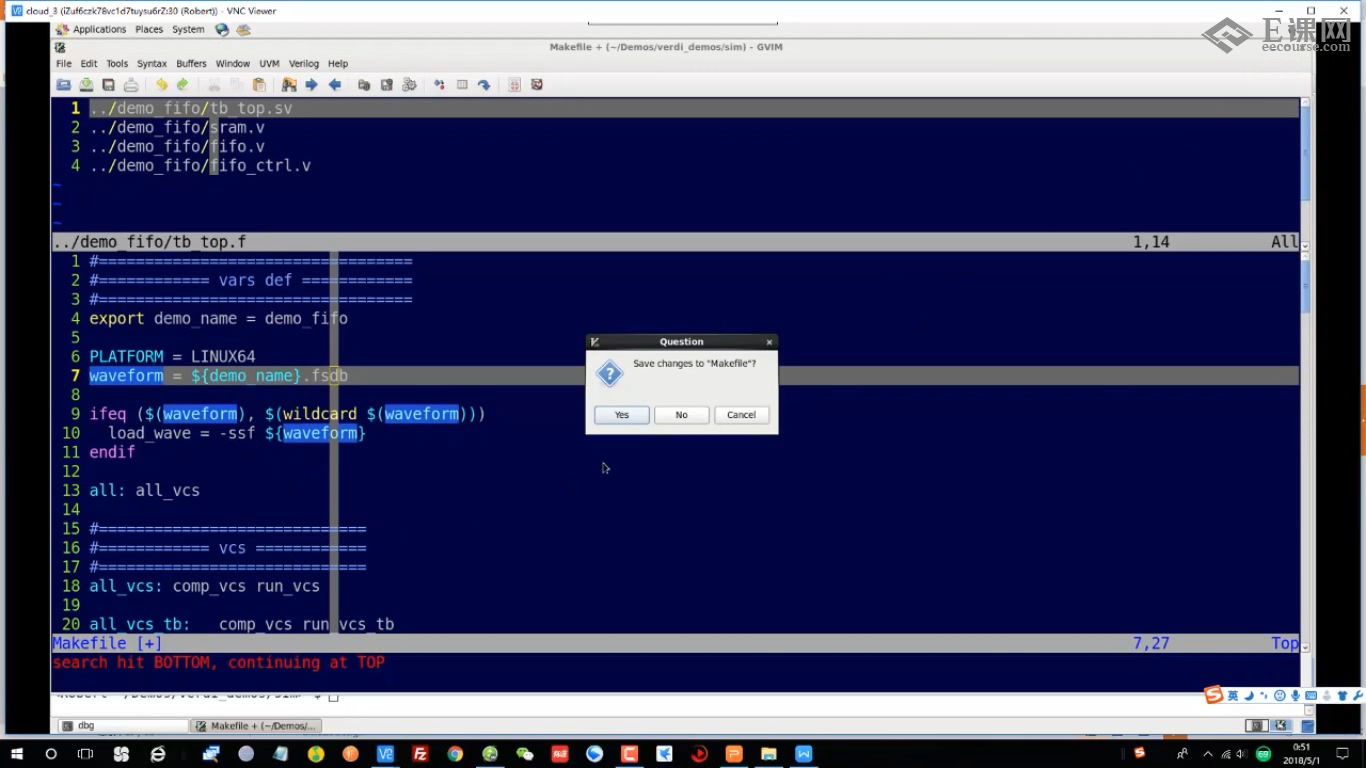 cloud_3 (iZuf6czk78vc1d7tuysu6rZ:30 (Robert)) - VNC Viewer
Applications Places System
E课网
eecourse.com
Makefile + (~/Demos/verdi_demos/sim) - GVIM
File Edit Tools Syntax Buffers Window UVM Verilog Help
1 ../demo_fifo/tb_top.sv
2 ../demo_fifo/sram.v
3 ../demo_fifo/fifo.v
4 ../demo_fifo/fifo_ctrl.v
~
~
~
../demo_fifo/tb_top.f 1,14 All
1 #==================================
2 #============ vars def ============
3 #==================================
4 export demo_name = demo_fifo
5
6 PLATFORM = LINUX64
7 waveform = ${demo_name}.fsdb
8
9 ifeq ($(waveform), $(wildcard $(waveform)))
10 load_wave = -ssf ${waveform}
11 endif
12
13 all: all_vcs
14
15 #=============================
16 #============ vcs ============
17 #=============================
18 all_vcs: comp_vcs run_vcs
19
20 all_vcs_tb: comp_vcs run_vcs_tb
Question
Save changes to "Makefile"?
Yes No Cancel
Makefile [+] 7,27 Top
search hit BOTTOM, continuing at TOP
<Robert ~/Demos/verdi_demos/sim> $
英
dbg Makefile + (~/Demos/...
0:51
2018/5/1